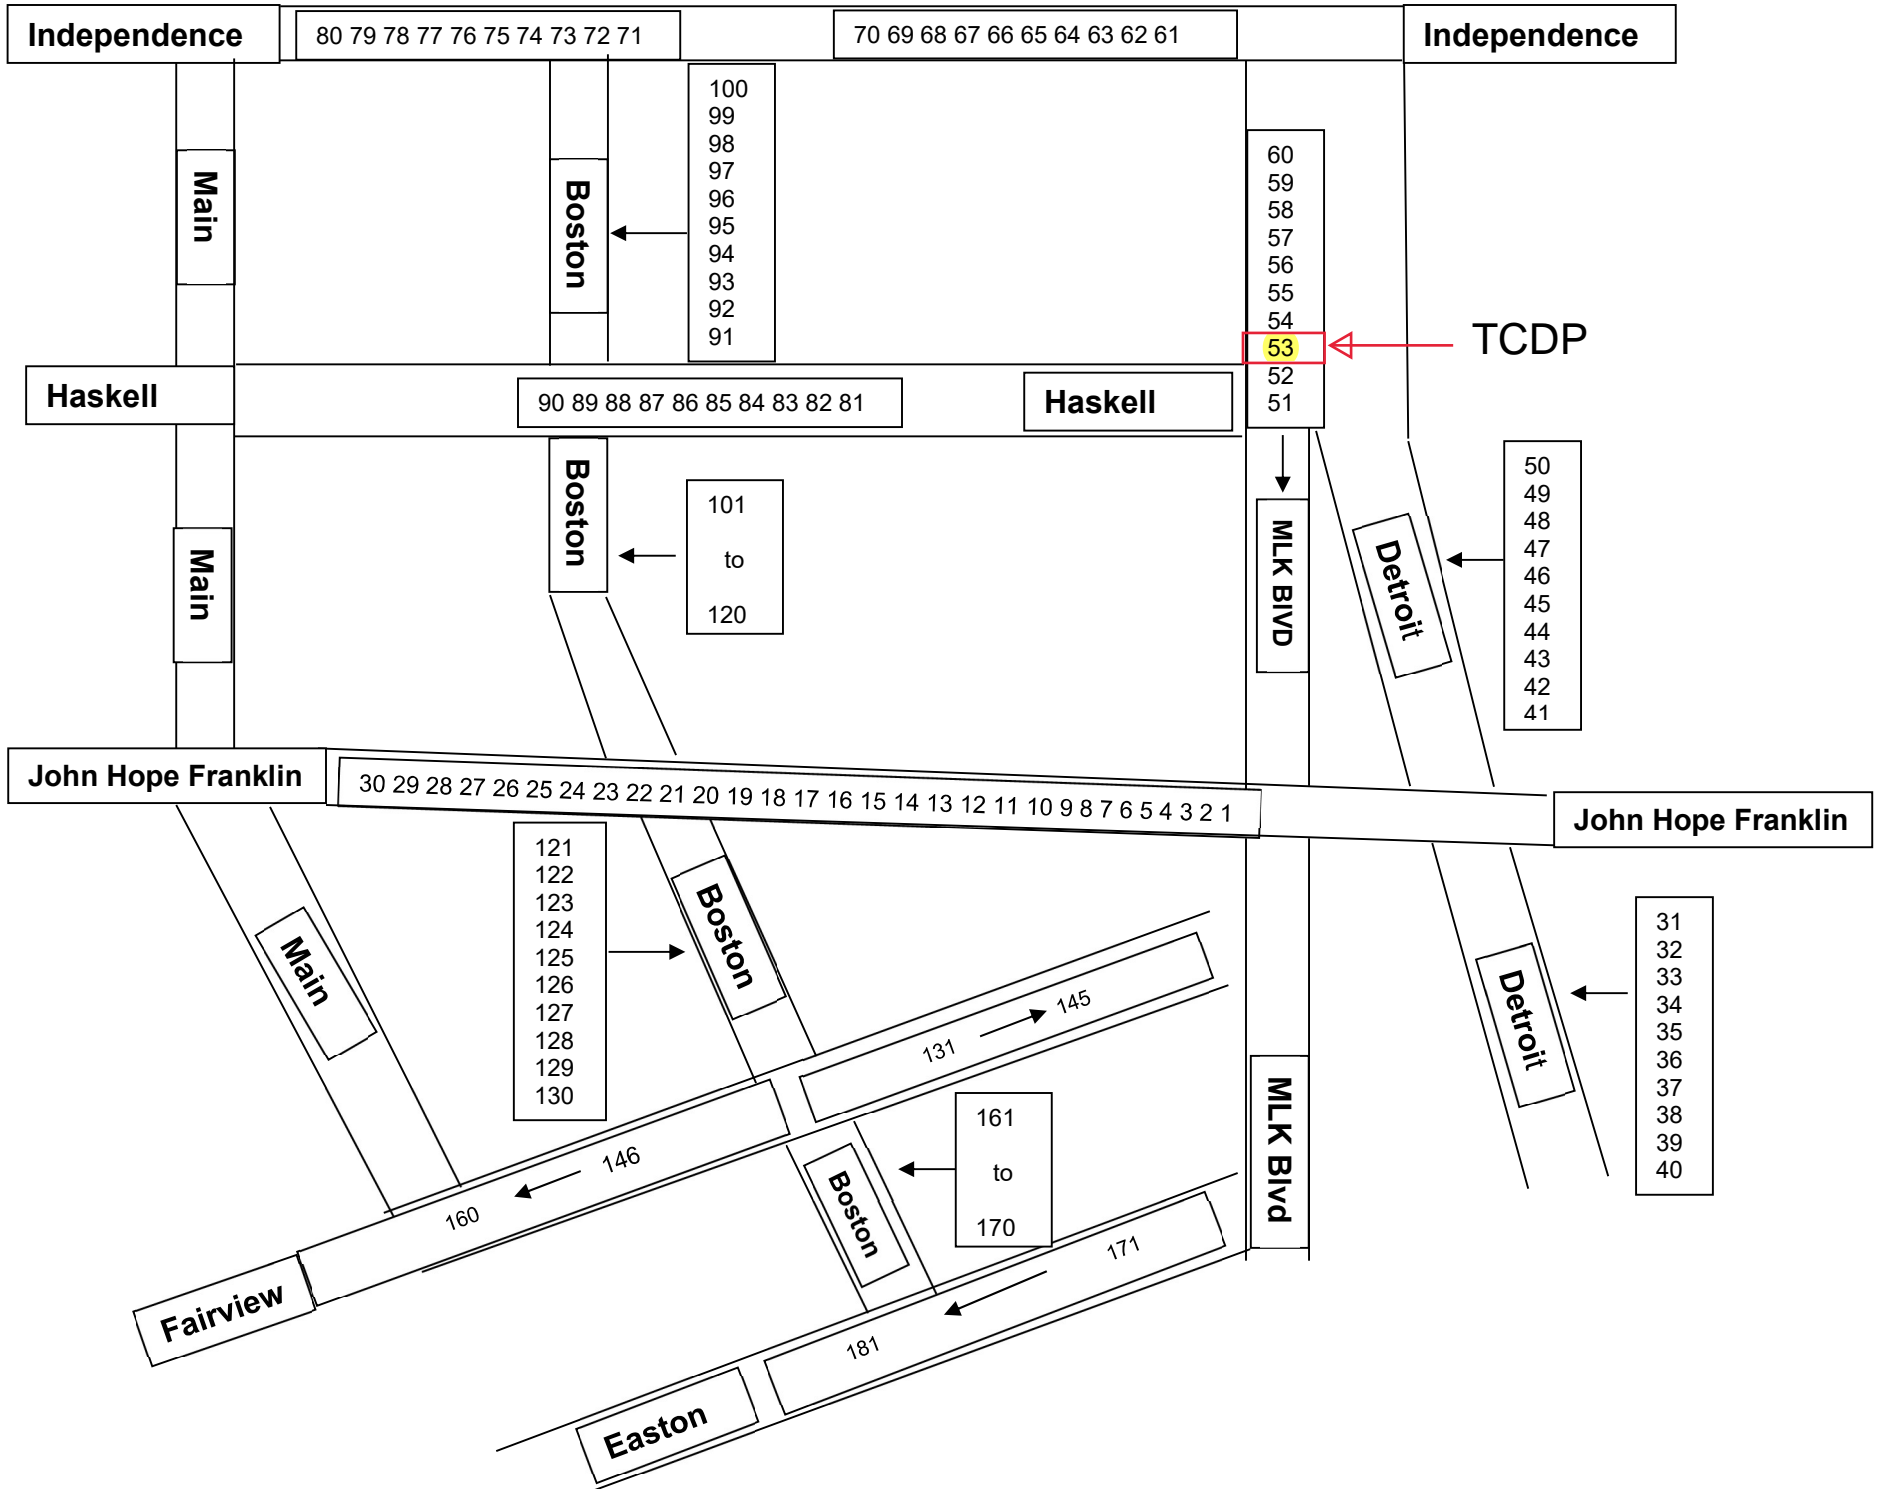 Independence
80 79 78 77 76 75 74 73 72 71
70 69 68 67 66 65 64 63 62 61
Independence
Main
Boston
100
99
98
97
96
95
94
93
92
91
60
59
58
57
56
55
54
53
52
51
TCDP
Haskell
90 89 88 87 86 85 84 83 82 81
Haskell
Main
Boston
101
to
120
MLK BlVD
Detroit
50
49
48
47
46
45
44
43
42
41
John Hope Franklin
30 29 28 27 26 25 24 23 22 21 20 19 18 17 16 15 14 13 12 11 10 9 8 7 6 5 4 3 2 1
John Hope Franklin
Main
121
122
123
124
125
126
127
128
129
130
Boston
131
145
Detroit
31
32
33
34
35
36
37
38
39
40
146
160
Fairview
Boston
161
to
170
MLK Blvd
171
181
Easton